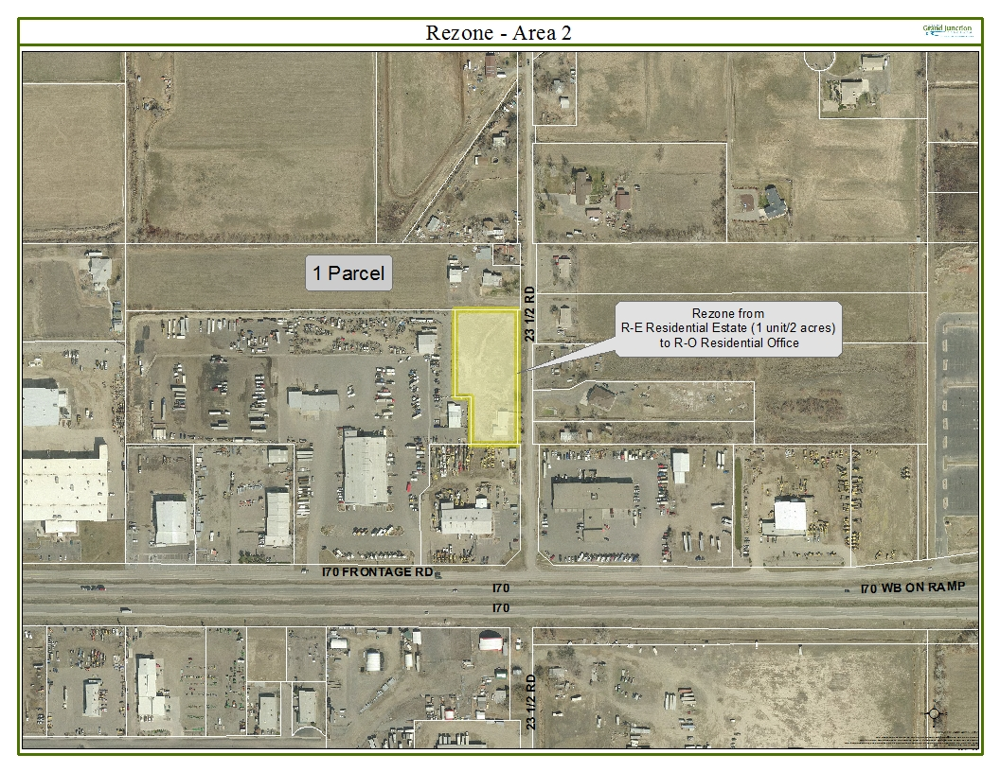 Rezone - Area 2
Grand Junction
1 Parcel
23 1/2 RD
Rezone from
R-E Residential Estate (1 unit/2 acres)
to R-O Residential Office
I70 FRONTAGE RD
I70
I70 WB ON RAMP
I70
23 1/2 RD